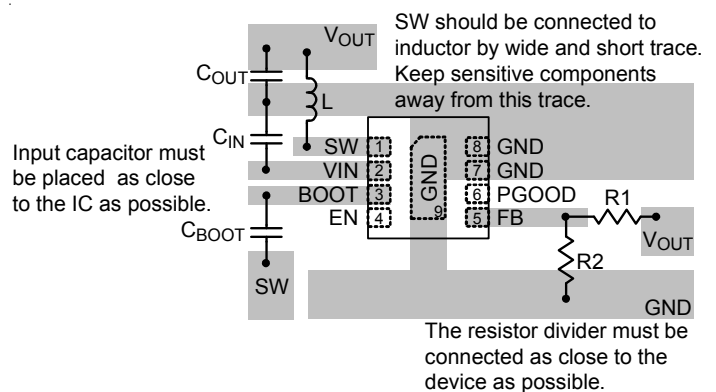 SW should be connected to
inductor by wide and short trace.
Keep sensitive components
away from this trace.
VOUT
COUT
L
CIN
Input capacitor must
be placed as close
to the IC as possible.
SW 1
VIN 2
BOOT 3
EN 4
GND
9
8 GND
7 GND
6 PGOOD
5 FB
R1
R2
VOUT
CBOOT
SW
GND
The resistor divider must be
connected as close to the
device as possible.